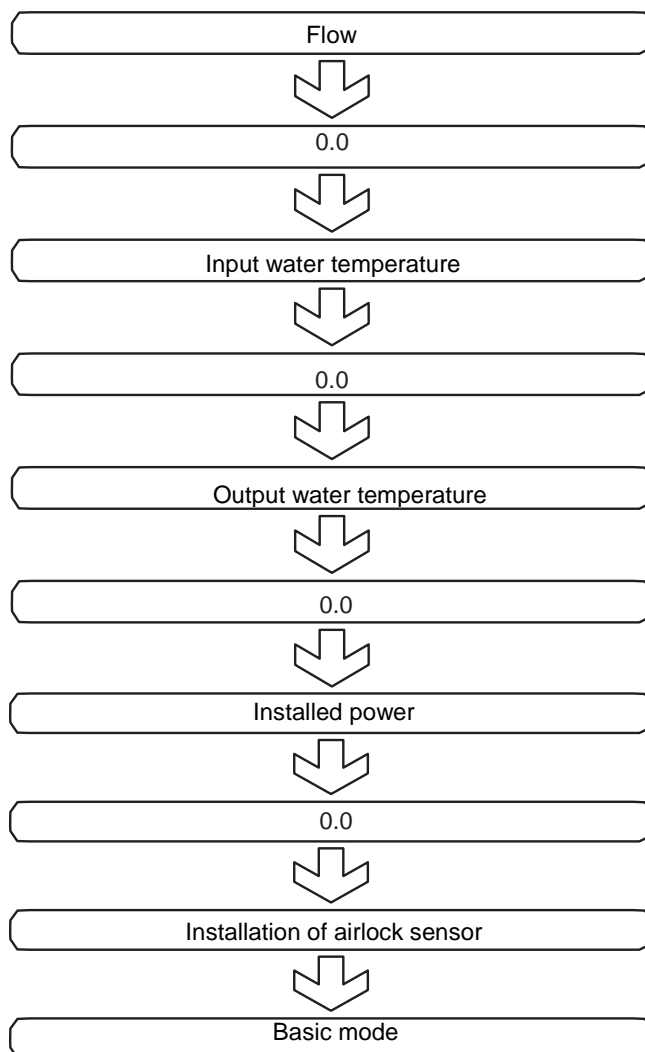 Flow
0.0
Input water temperature
0.0
Output water temperature
0.0
Installed power
0.0
Installation of airlock sensor
Basic mode